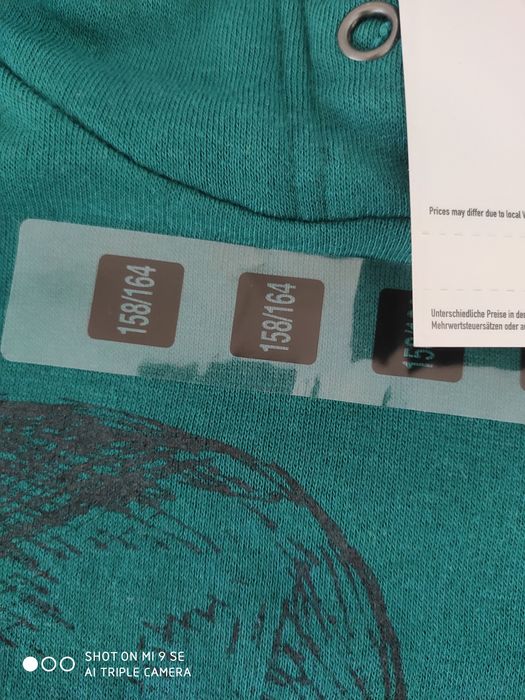 Prices may differ due to local
158/164
158/164
Unterschiedliche Preise in
Mehrwertsteuersätzen oder
SHOT ON MI 9 SE
AI TRIPLE CAMERA